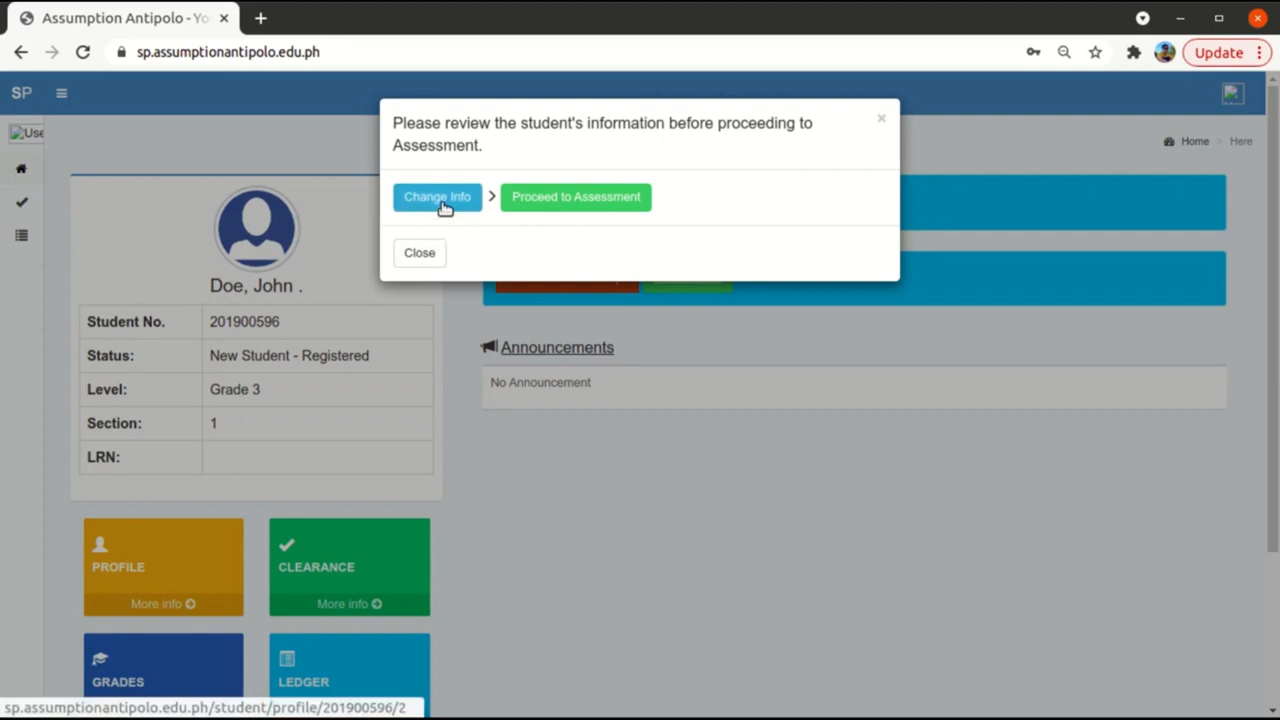 Assumption Antipolo - Yo
sp.assumptionantipolo.edu.ph
Update
SP
Use
Please review the student's information before proceeding to
Assessment.
×
Change Info > Proceed to Assessment
Close
Home > Here
Doe, John .
Student No. 201900596
Status: New Student - Registered
Level: Grade 3
Section: 1
LRN:
Announcements
No Announcement
PROFILE
More info
CLEARANCE
More info
GRADES
LEDGER
sp.assumptionantipolo.edu.ph/student/profile/201900596/2